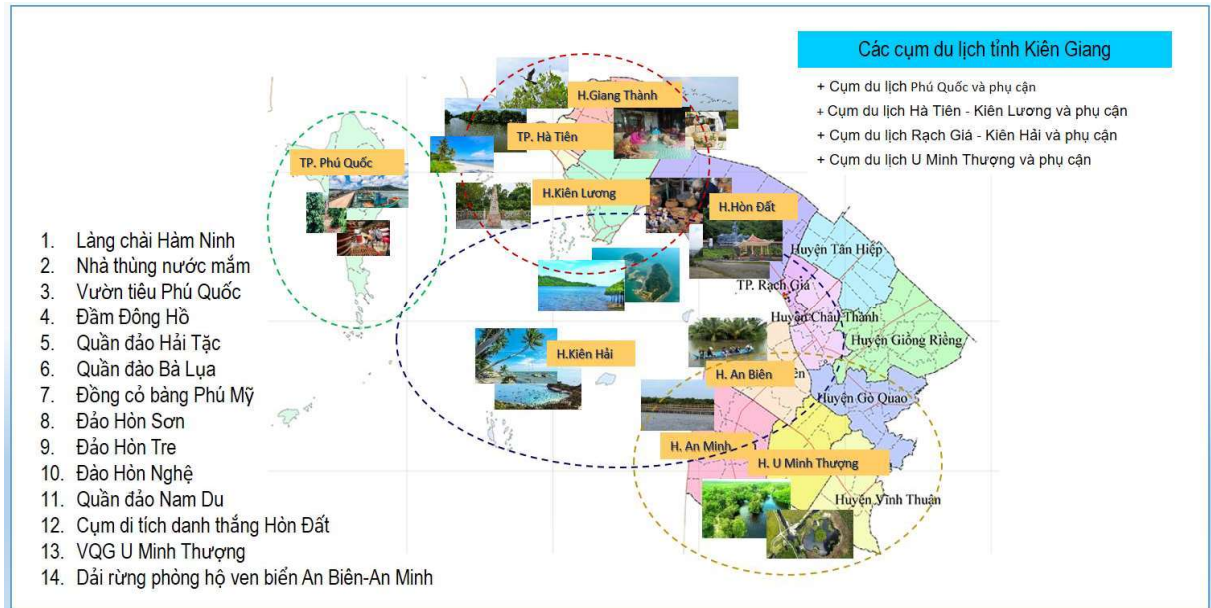 Các cụm du lịch tỉnh Kiên Giang
+ Cụm du lịch Phú Quốc và phụ cận
+ Cụm du lịch Hà Tiên - Kiên Lương và phụ cận
+ Cụm du lịch Rạch Giá - Kiên Hải và phụ cận
+ Cụm du lịch U Minh Thượng và phụ cận
H.Giang Thành
TP. Hà Tiên
TP. Phú Quốc
H.Kiên Lương
H.Hòn Đất
Huyện Tân Hiệp
TP. Rạch Giá
Huyện Châu Thành
Huyện Giồng Riềng
H.Kiên Hải
H. An Biên
Huyện Gò Quao
H. An Minh
H. U Minh Thượng
Huyện Vĩnh Thuận
1. Làng chài Hàm Ninh
2. Nhà thùng nước mắm
3. Vườn tiêu Phú Quốc
4. Đầm Đông Hồ
5. Quần đảo Hải Tặc
6. Quần đảo Bà Lụa
7. Đồng cỏ bàng Phú Mỹ
8. Đảo Hòn Sơn
9. Đảo Hòn Tre
10. Đào Hòn Nghệ
11. Quần đảo Nam Du
12. Cụm di tích danh thắng Hòn Đất
13. VQG U Minh Thượng
14. Dải rừng phòng hộ ven biển An Biên-An Minh